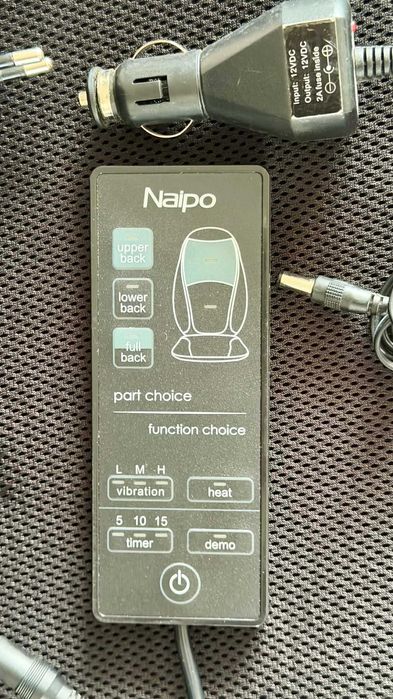 Input: 12VDC
Output: 12VDC
2A fuse inside
Naipo
upper
back
lower
back
full
back
part choice
function choice
L M H
vibration
heat
5 10 15
timer
demo